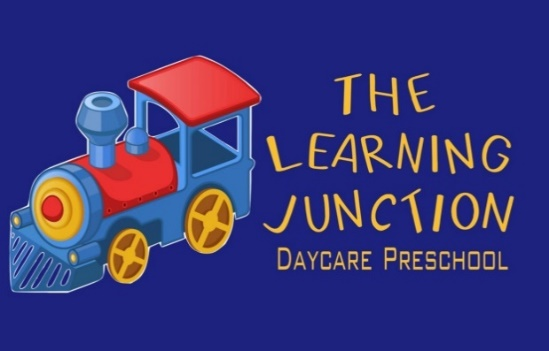 THE
LEARNING
JUNCTION
DAYCARE PRESCHOOL